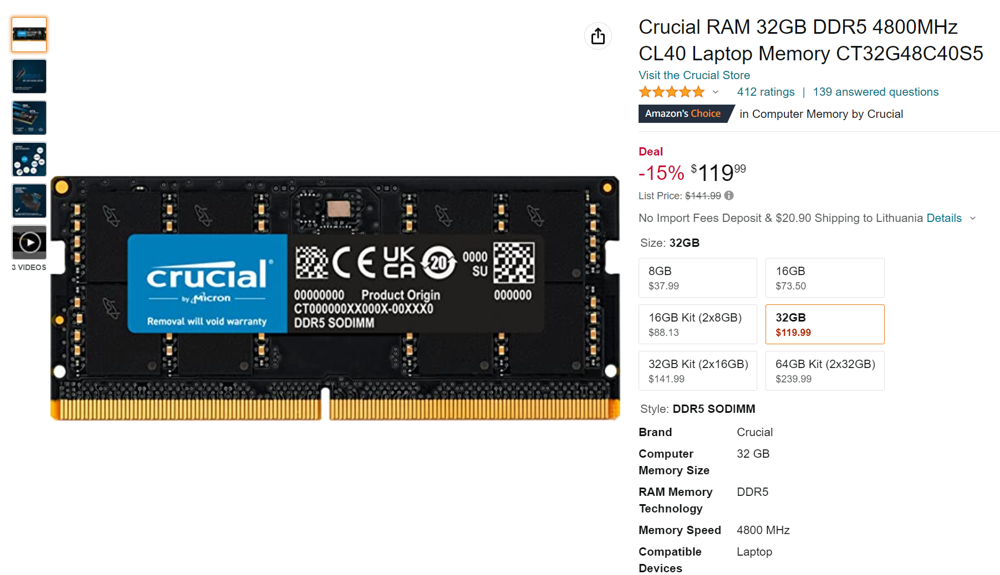 Crucial RAM 32GB DDR5 4800MHz
CL40 Laptop Memory CT32G48C40S5
Visit the Crucial Store
412 ratings | 139 answered questions
Amazon's Choice in Computer Memory by Crucial
Deal
-15% $119 99
List Price: $141.99
No Import Fees Deposit & $20.90 Shipping to Lithuania Details
Size: 32GB
8GB
$37.99
16GB
$73.50
16GB Kit (2x8GB)
$88.13
32GB
$119.99
32GB Kit (2x16GB)
$141.99
64GB Kit (2x32GB)
$239.99
Style: DDR5 SODIMM
Brand Crucial
Computer Memory Size 32 GB
RAM Memory Technology DDR5
Memory Speed 4800 MHz
Compatible Devices Laptop
3 VIDEOS
crucial®
by Micron
Removal will void warranty
CE UK CA 20 0000 SU
00000000 Product Origin 000000
CT000000XX000X-00XXX0
DDR5 SODIMM